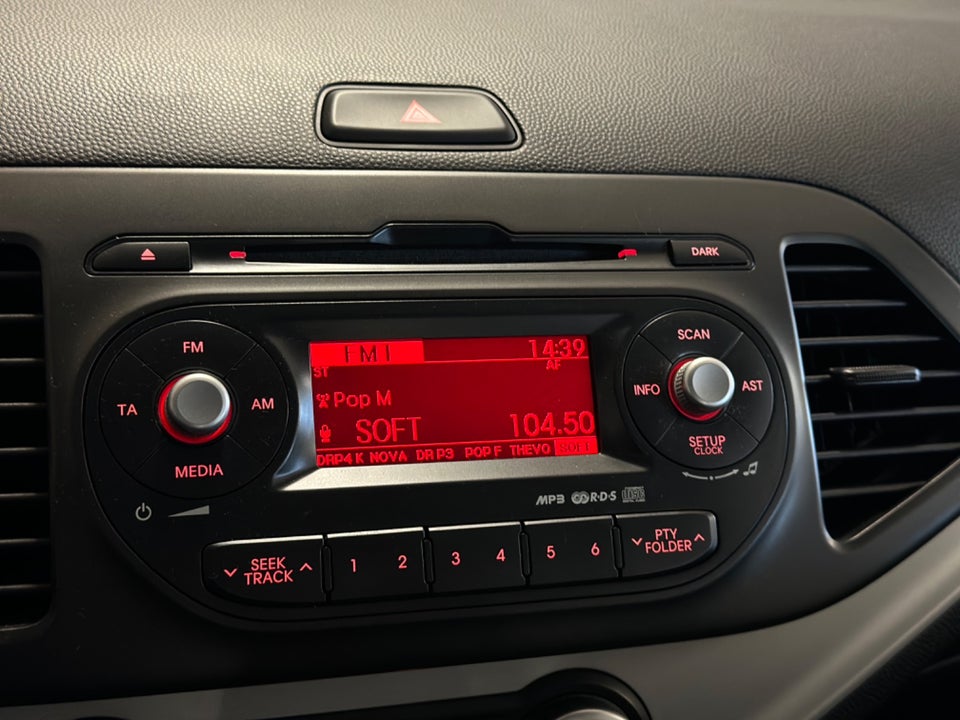 DARK
FM
TA
AM
MEDIA
FM1 14:39
ST AF
Pop M
SOFT 104.50
DRP4 K NOVA DR P3 POP F THEVO SOFT
SCAN
INFO
AST
SETUP
CLOCK
MP3 R·D·S
SEEK
TRACK
1 2 3 4 5 6
PTY
FOLDER